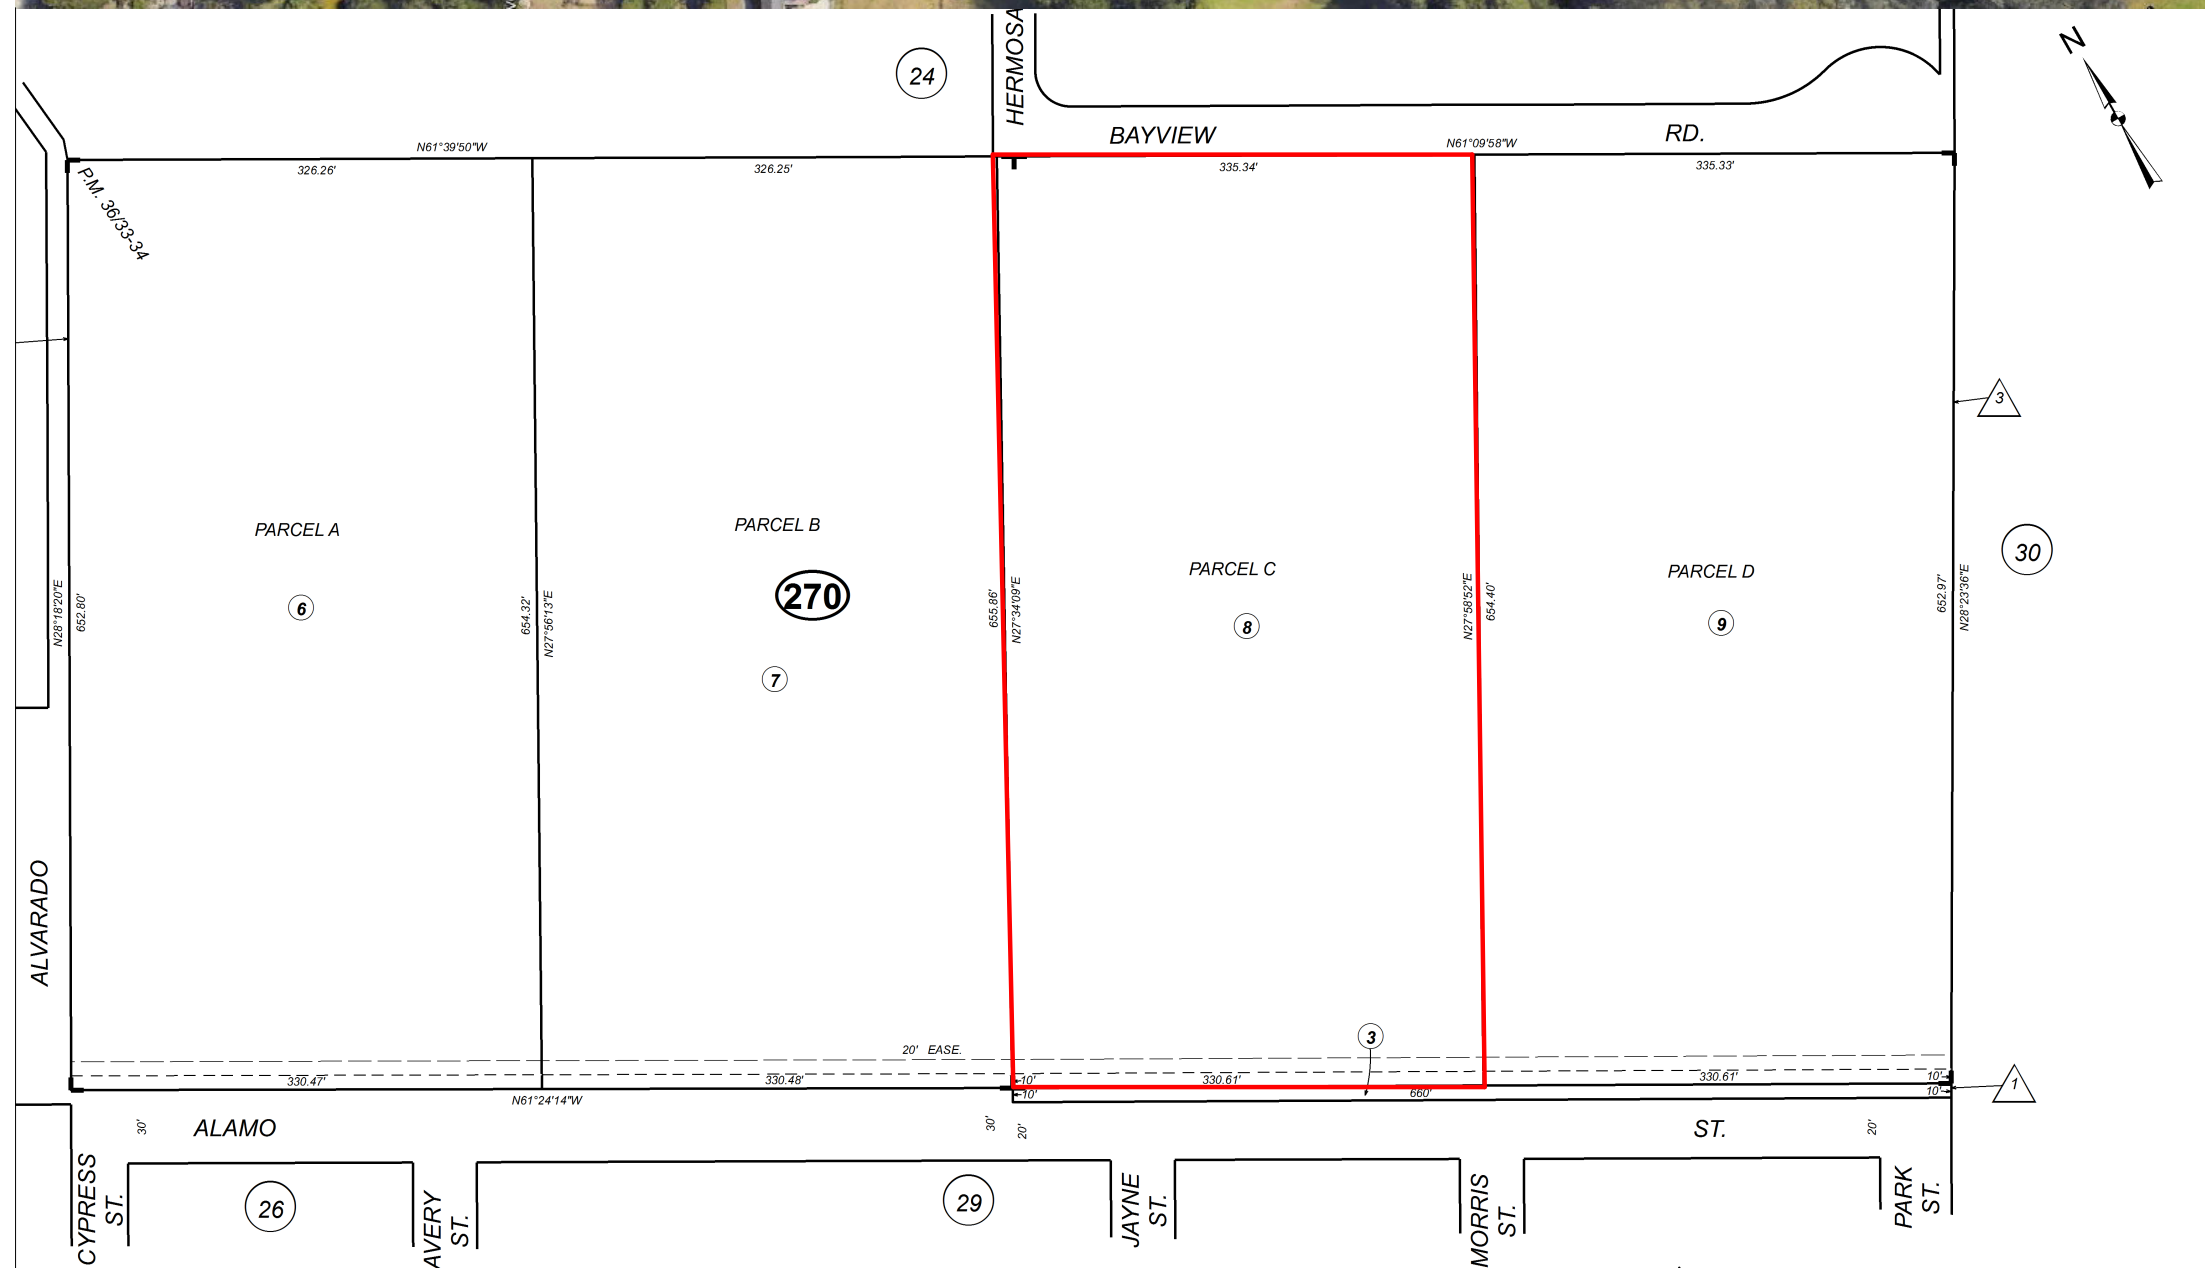 HERMOSA
N
24
BAYVIEW RD.
N61°39'50"W
N61°09'58"W
326.26'
326.25'
335.34'
335.33'
P.M. 36/33-34
3
PARCEL A
PARCEL B
PARCEL C
PARCEL D
30
270
6
7
8
9
N28°18'20"E
652.80'
654.32'
N27°56'13"E
655.86'
N27°34'09"E
N27°58'52"E
654.40'
652.97'
N28°23'36"E
ALVARADO
20' EASE.
3
330.47'
330.48'
10'
330.61'
330.61'
10'
N61°24'14"W
10'
660'
10'
1
30'
ALAMO
30'
20'
ST.
20'
CYPRESS
ST.
26
AVERY
ST.
29
JAYNE
ST.
MORRIS
ST.
PARK
ST.